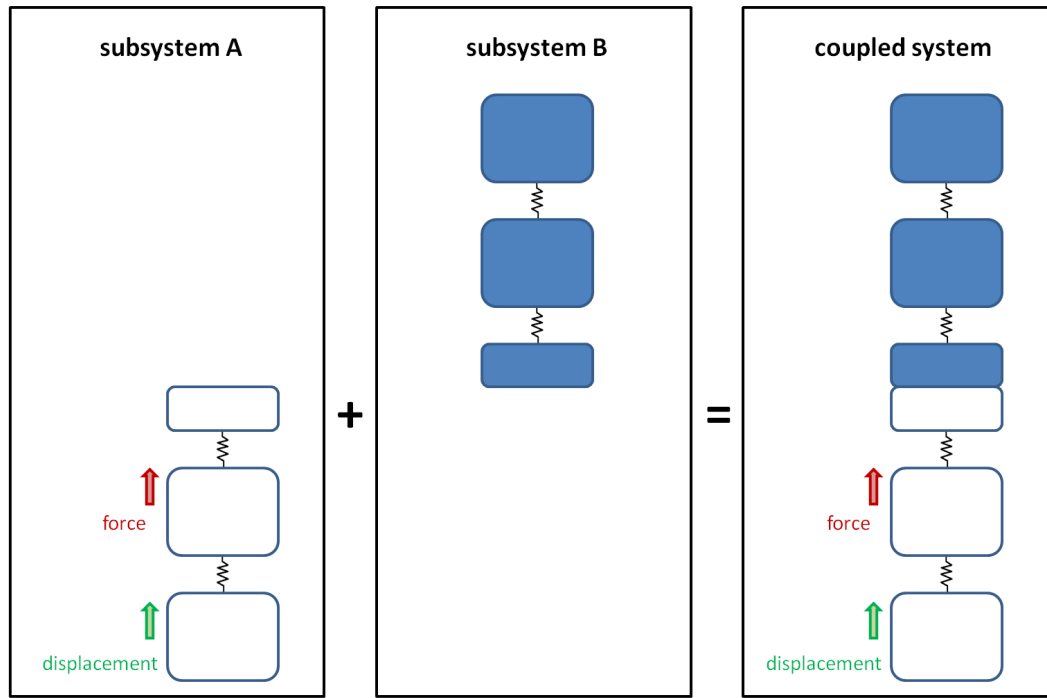 subsystem A
force
displacement
+
subsystem B
=
coupled system
force
displacement